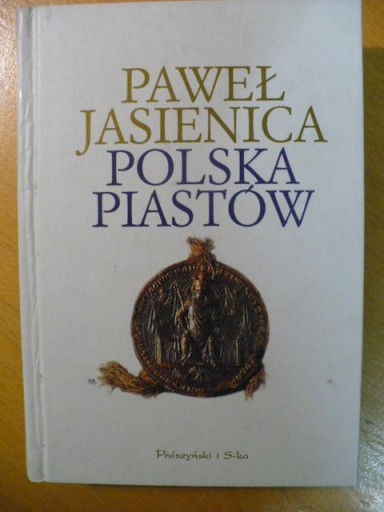 PAWEŁ
JASIENICA
POLSKA
PIASTÓW
Prószyński i S-ka